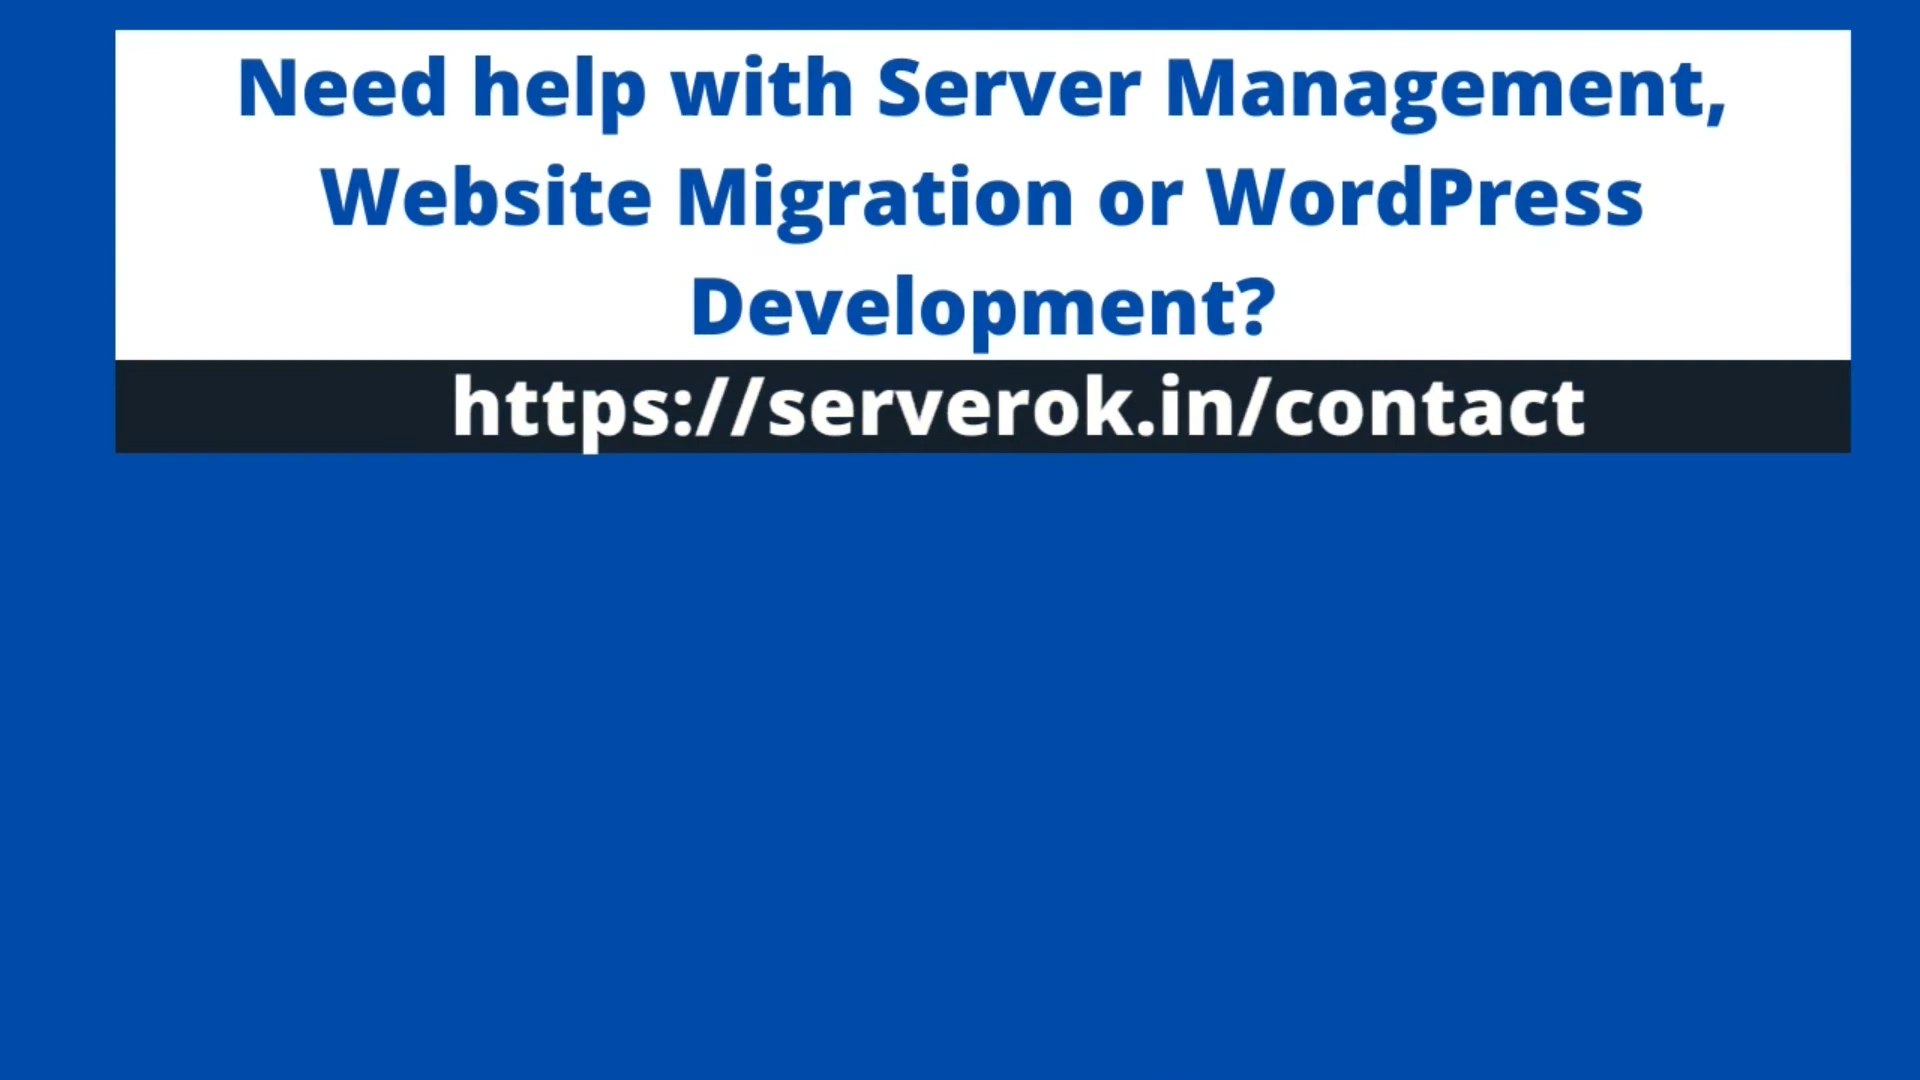 Need help with Server Management,
Website Migration or WordPress
Development?
https://serverok.in/contact